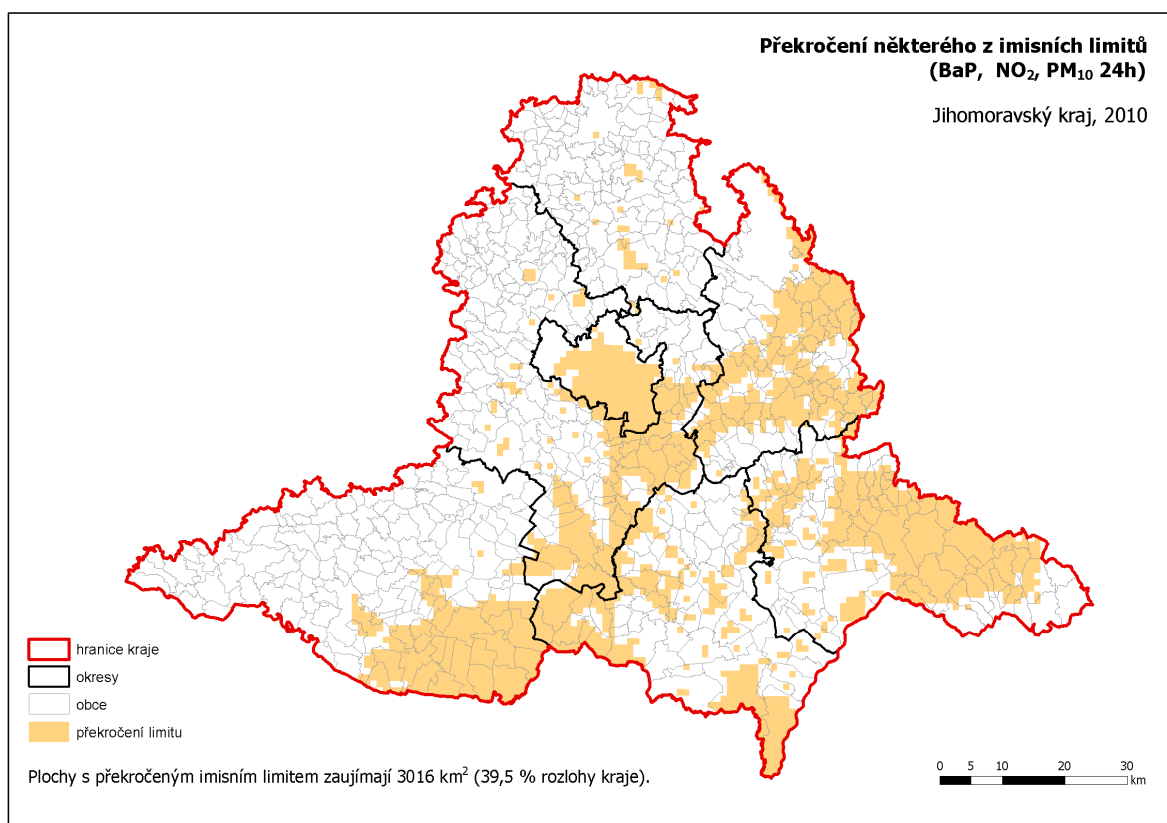 Překročení některého z imisních limitů
(BaP, NO₂, PM₁₀ 24h)
Jihomoravský kraj, 2010
hranice kraje
okresy
obce
překročení limitu
Plochy s překročeným imisním limitem zaujímají 3016 km² (39,5 % rozlohy kraje).
0 5 10 20 30
km